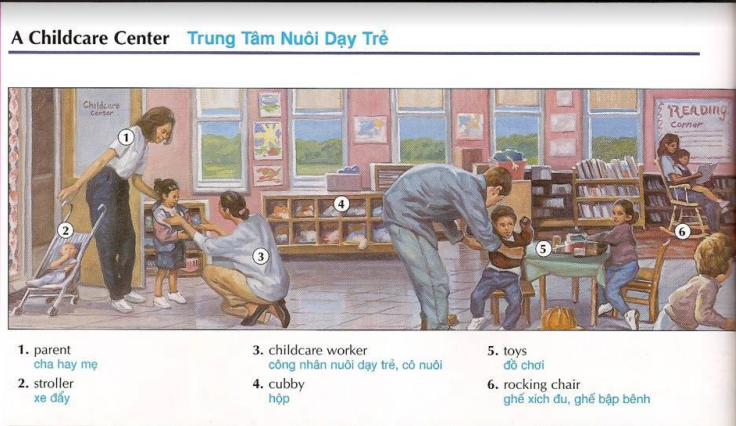 A Childcare Center Trung Tâm Nuôi Dạy Trẻ
Childcare
Center
READING
Corner
1
2
3
4
5
6
1. parent
cha hay mẹ
2. stroller
xe đẩy
3. childcare worker
công nhân nuôi dạy trẻ, cô nuôi
4. cubby
hộp
5. toys
đồ chơi
6. rocking chair
ghế xích đu, ghế bập bênh